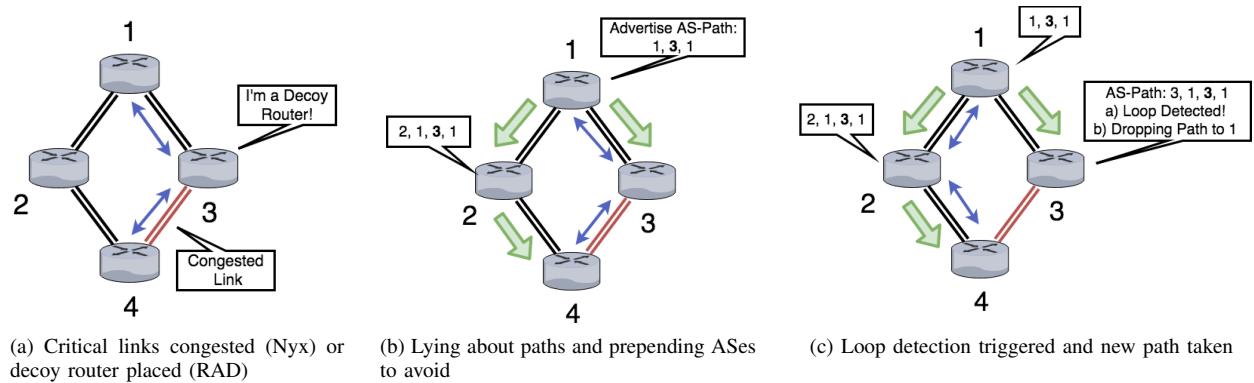 1
I'm a Decoy
Router!
2
3
Congested
Link
4
(a) Critical links congested (Nyx) or
decoy router placed (RAD)
Advertise AS-Path:
1, 3, 1
1
2, 1, 3, 1
2
3
4
(b) Lying about paths and prepending ASes
to avoid
1, 3, 1
1
AS-Path: 3, 1, 3, 1
a) Loop Detected!
b) Dropping Path to 1
2, 1, 3, 1
2
3
4
(c) Loop detection triggered and new path taken